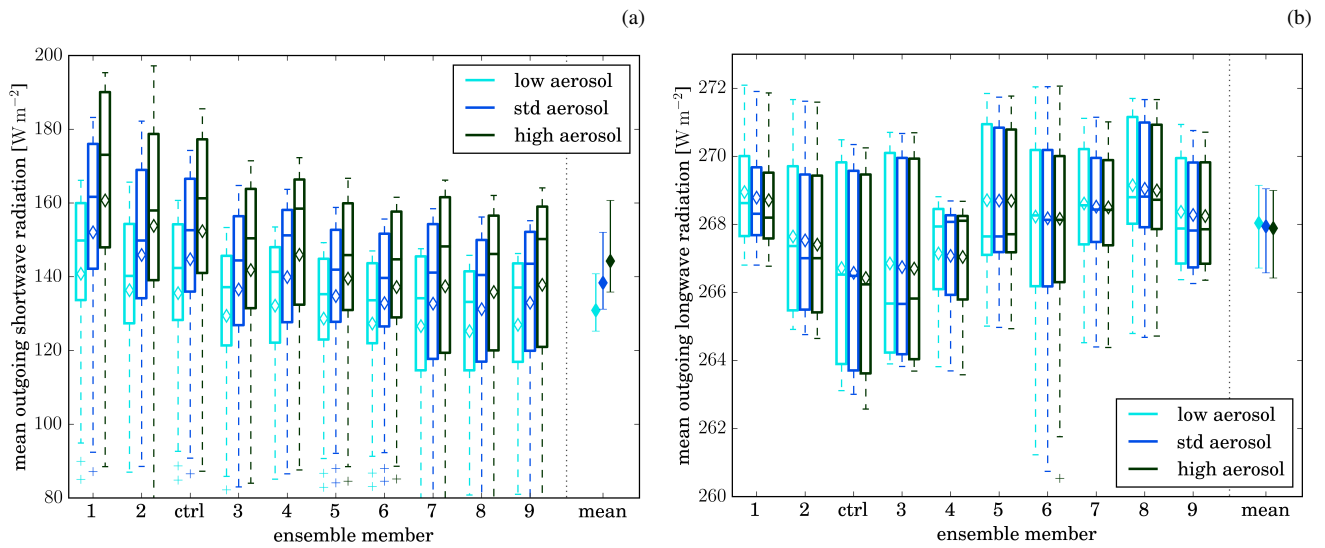 (a)
mean outgoing shortwave radiation [W m−2]
200
180
160
140
120
100
80
low aerosol
std aerosol
high aerosol
1 2 ctrl 3 4 5 6 7 8 9 mean
ensemble member
(b)
mean outgoing longwave radiation [W m−2]
272
270
268
266
264
262
260
low aerosol
std aerosol
high aerosol
1 2 ctrl 3 4 5 6 7 8 9 mean
ensemble member